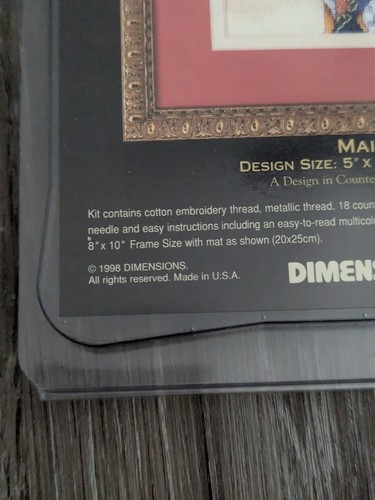 MAI
DESIGN SIZE: 5" x
A Design in Counte
Kit contains cotton embroidery thread, metallic thread, 18 coun
needle and easy instructions including an easy-to-read multicolo
8" x 10" Frame Size with mat as shown (20x25cm).
© 1998 DIMENSIONS.
All rights reserved. Made in U.S.A.
DIMENS